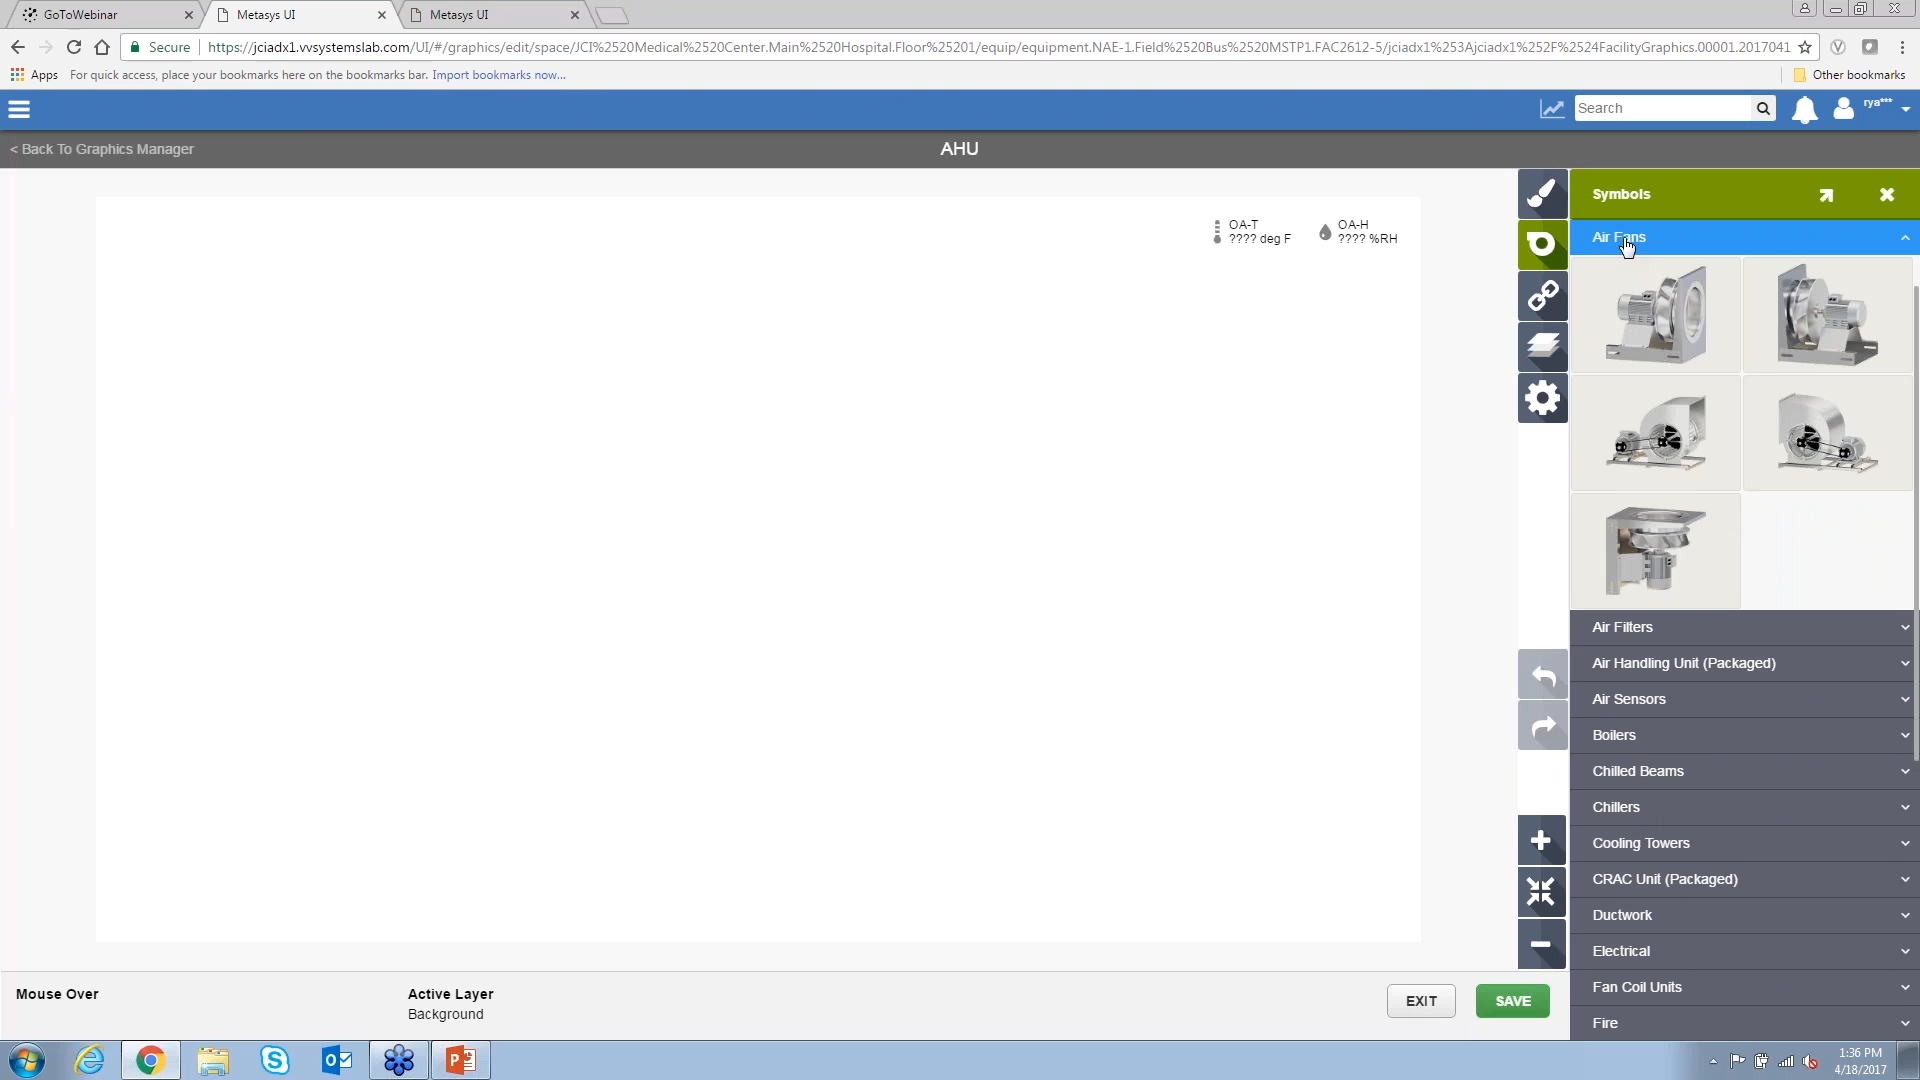 GoToWebinar
Metasys UI
Metasys UI
Secure
https://jciadx1.vvsystemslab.com/UI/#/graphics/edit/space/JCI%2520Medical%2520Center.Main%2520Hospital.Floor%25201/equip/equipment.NAE-1.Field%2520Bus%2520MSTP1.FAC2612-5/jciadx1%253Ajciadx1%252F%2524FacilityGraphics.00001.2017041
Apps
For quick access, place your bookmarks here on the bookmarks bar. Import bookmarks now...
Other bookmarks
Search
rya***
< Back To Graphics Manager
AHU
OA-T
???? deg F
OA-H
???? %RH
Symbols
Air Fans
Air Filters
Air Handling Unit (Packaged)
Air Sensors
Boilers
Chilled Beams
Chillers
Cooling Towers
CRAC Unit (Packaged)
Ductwork
Electrical
Fan Coil Units
Fire
Mouse Over
Active Layer
Background
EXIT
SAVE
1:36 PM
4/18/2017